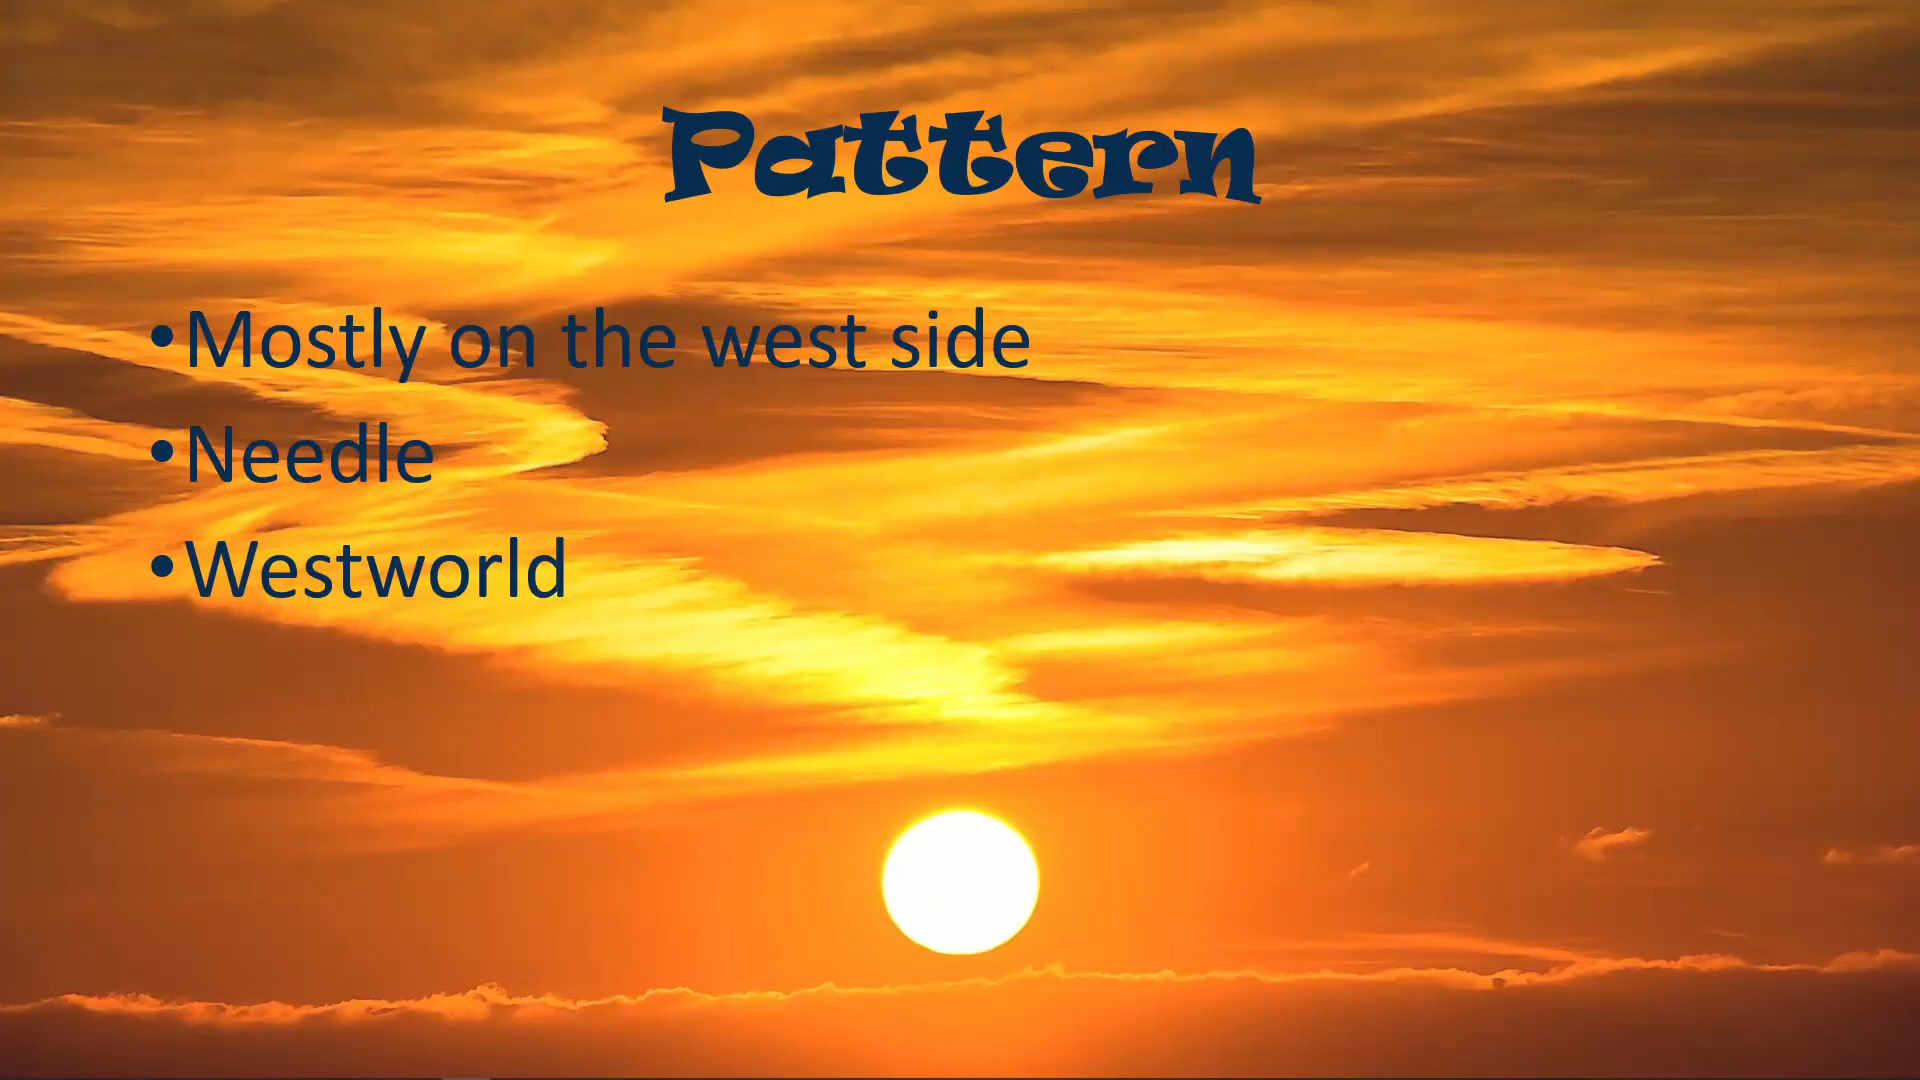 Pattern
•Mostly on the west side
•Needle
•Westworld